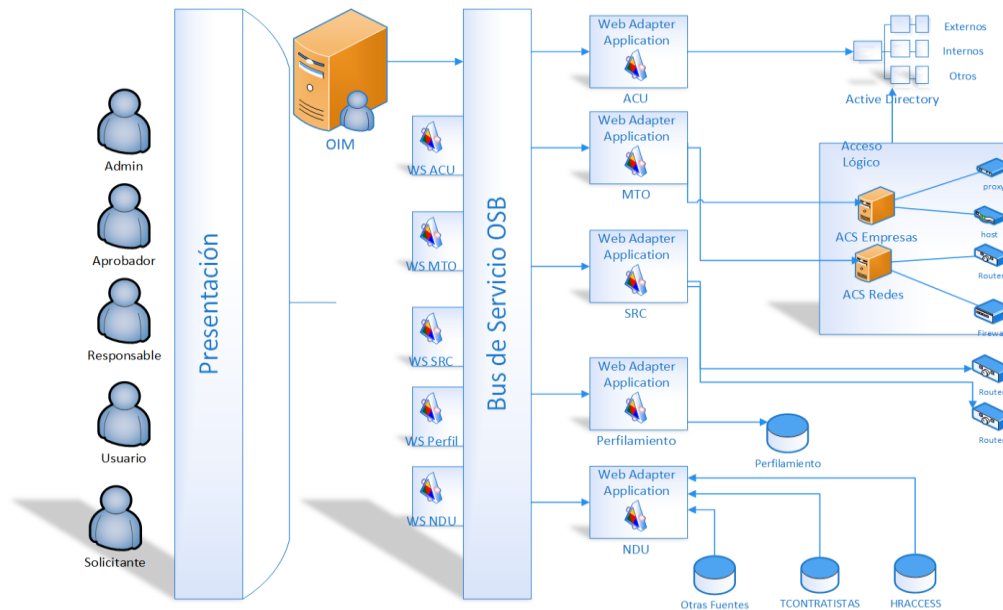 Admin
Aprobador
Responsable
Usuario
Solicitante
Presentación
OIM
WS ACU
WS MTO
WS SRC
WS Perfil
WS NDU
Bus de Servicio OSB
Web Adapter
Application
ACU
Web Adapter
Application
MTO
Web Adapter
Application
SRC
Web Adapter
Application
Perfilamiento
Web Adapter
Application
NDU
Externos
Internos
Otros
Active Directory
Acceso
Lógico
ACS Empresas
ACS Redes
proxy
host
Router
Firewa
Router
Router
Perfilamiento
Otras Fuentes
TCONTRATISTAS
HRACCESS